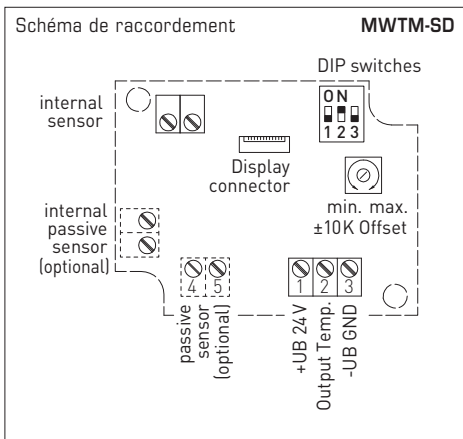 Schéma de raccordement
MWTM-SD
DIP switches
ON
1 2 3
internal
sensor
Display
connector
min. max.
±10K Offset
internal
passive
sensor
(optional)
4 5
1 2 3
passive
sensor
(optional)
+UB 24V
Output Temp.
-UB GND